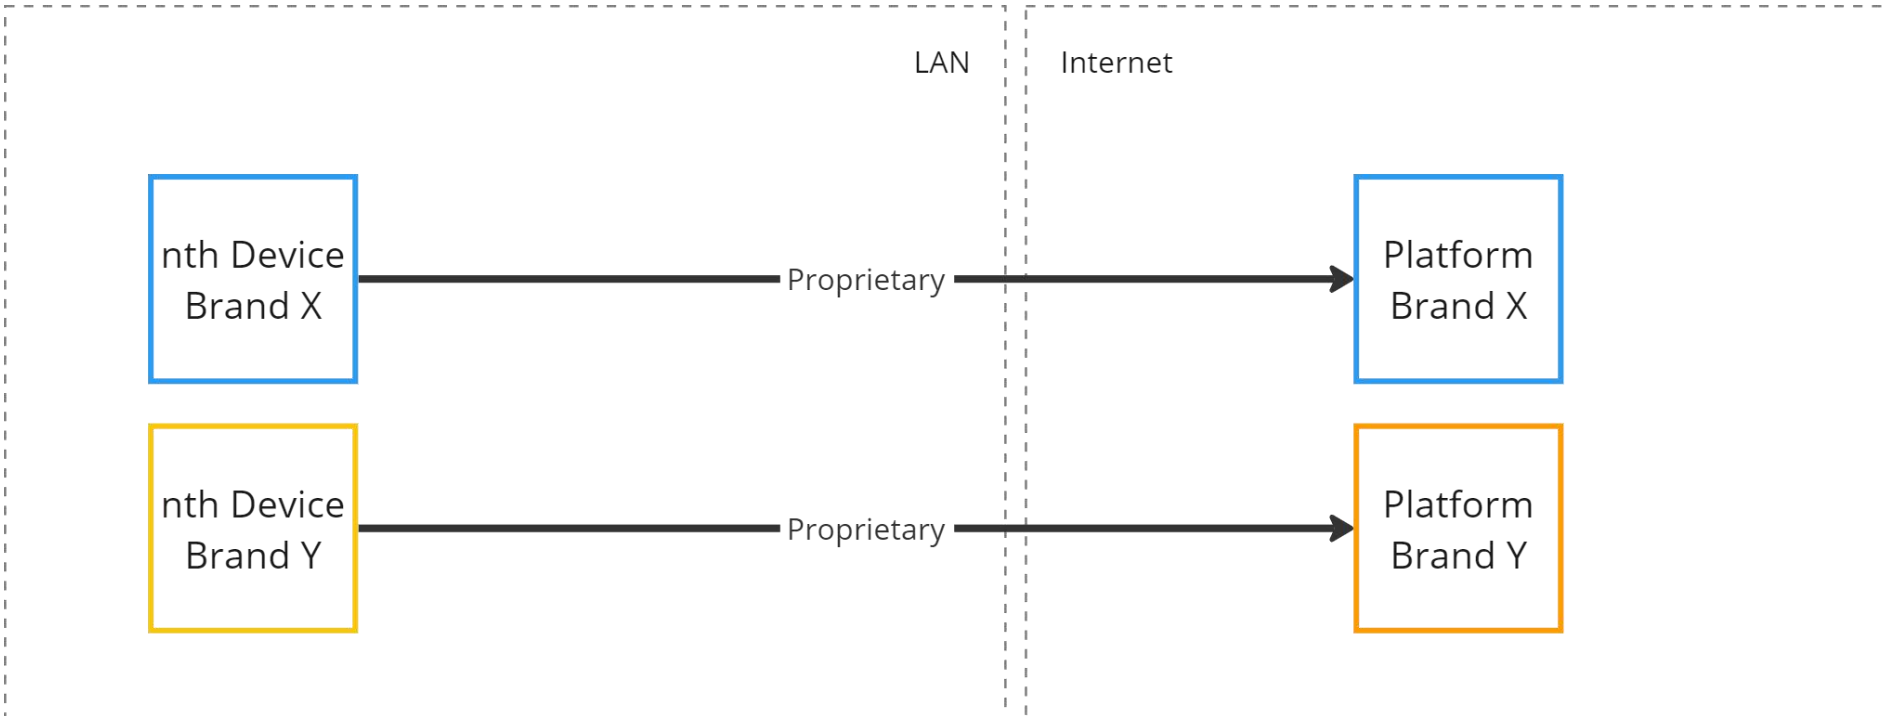 LAN
Internet
nth Device
Brand X
Proprietary
Platform
Brand X
nth Device
Brand Y
Proprietary
Platform
Brand Y